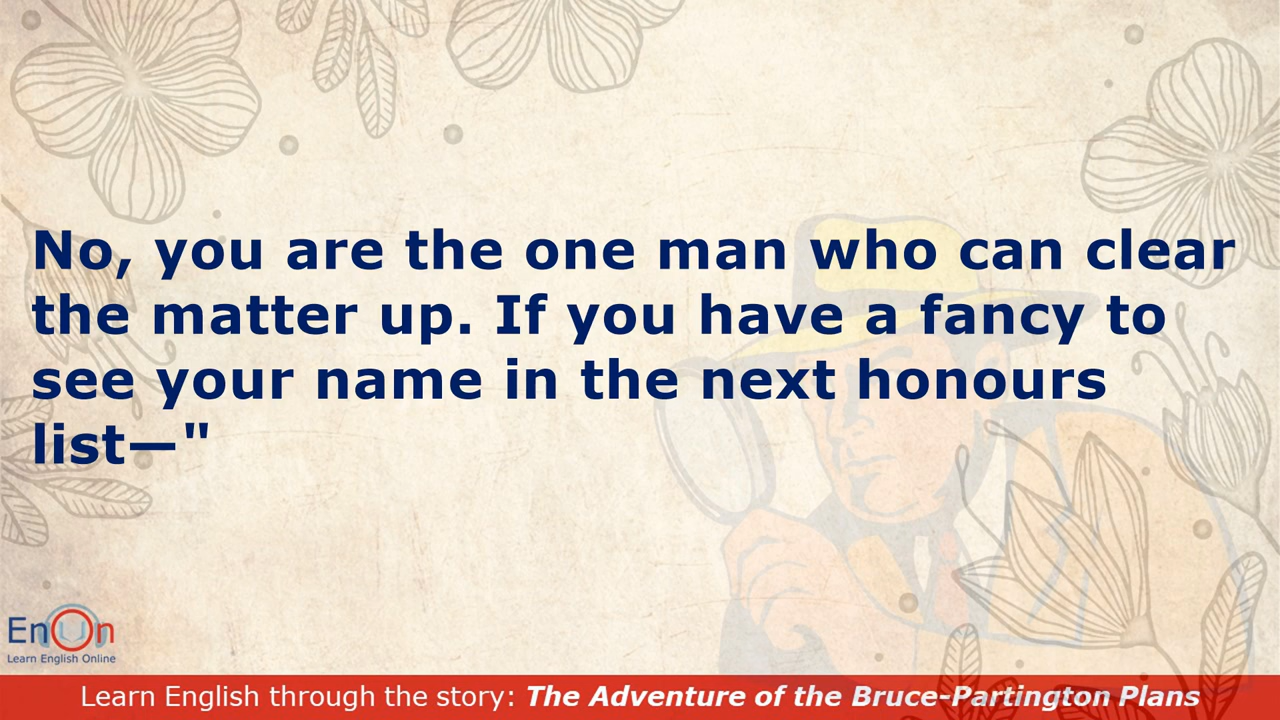 No, you are the one man who can clear
the matter up. If you have a fancy to
see your name in the next honours
list—"
EnOn
Learn English Online
Learn English through the story: The Adventure of the Bruce-Partington Plans